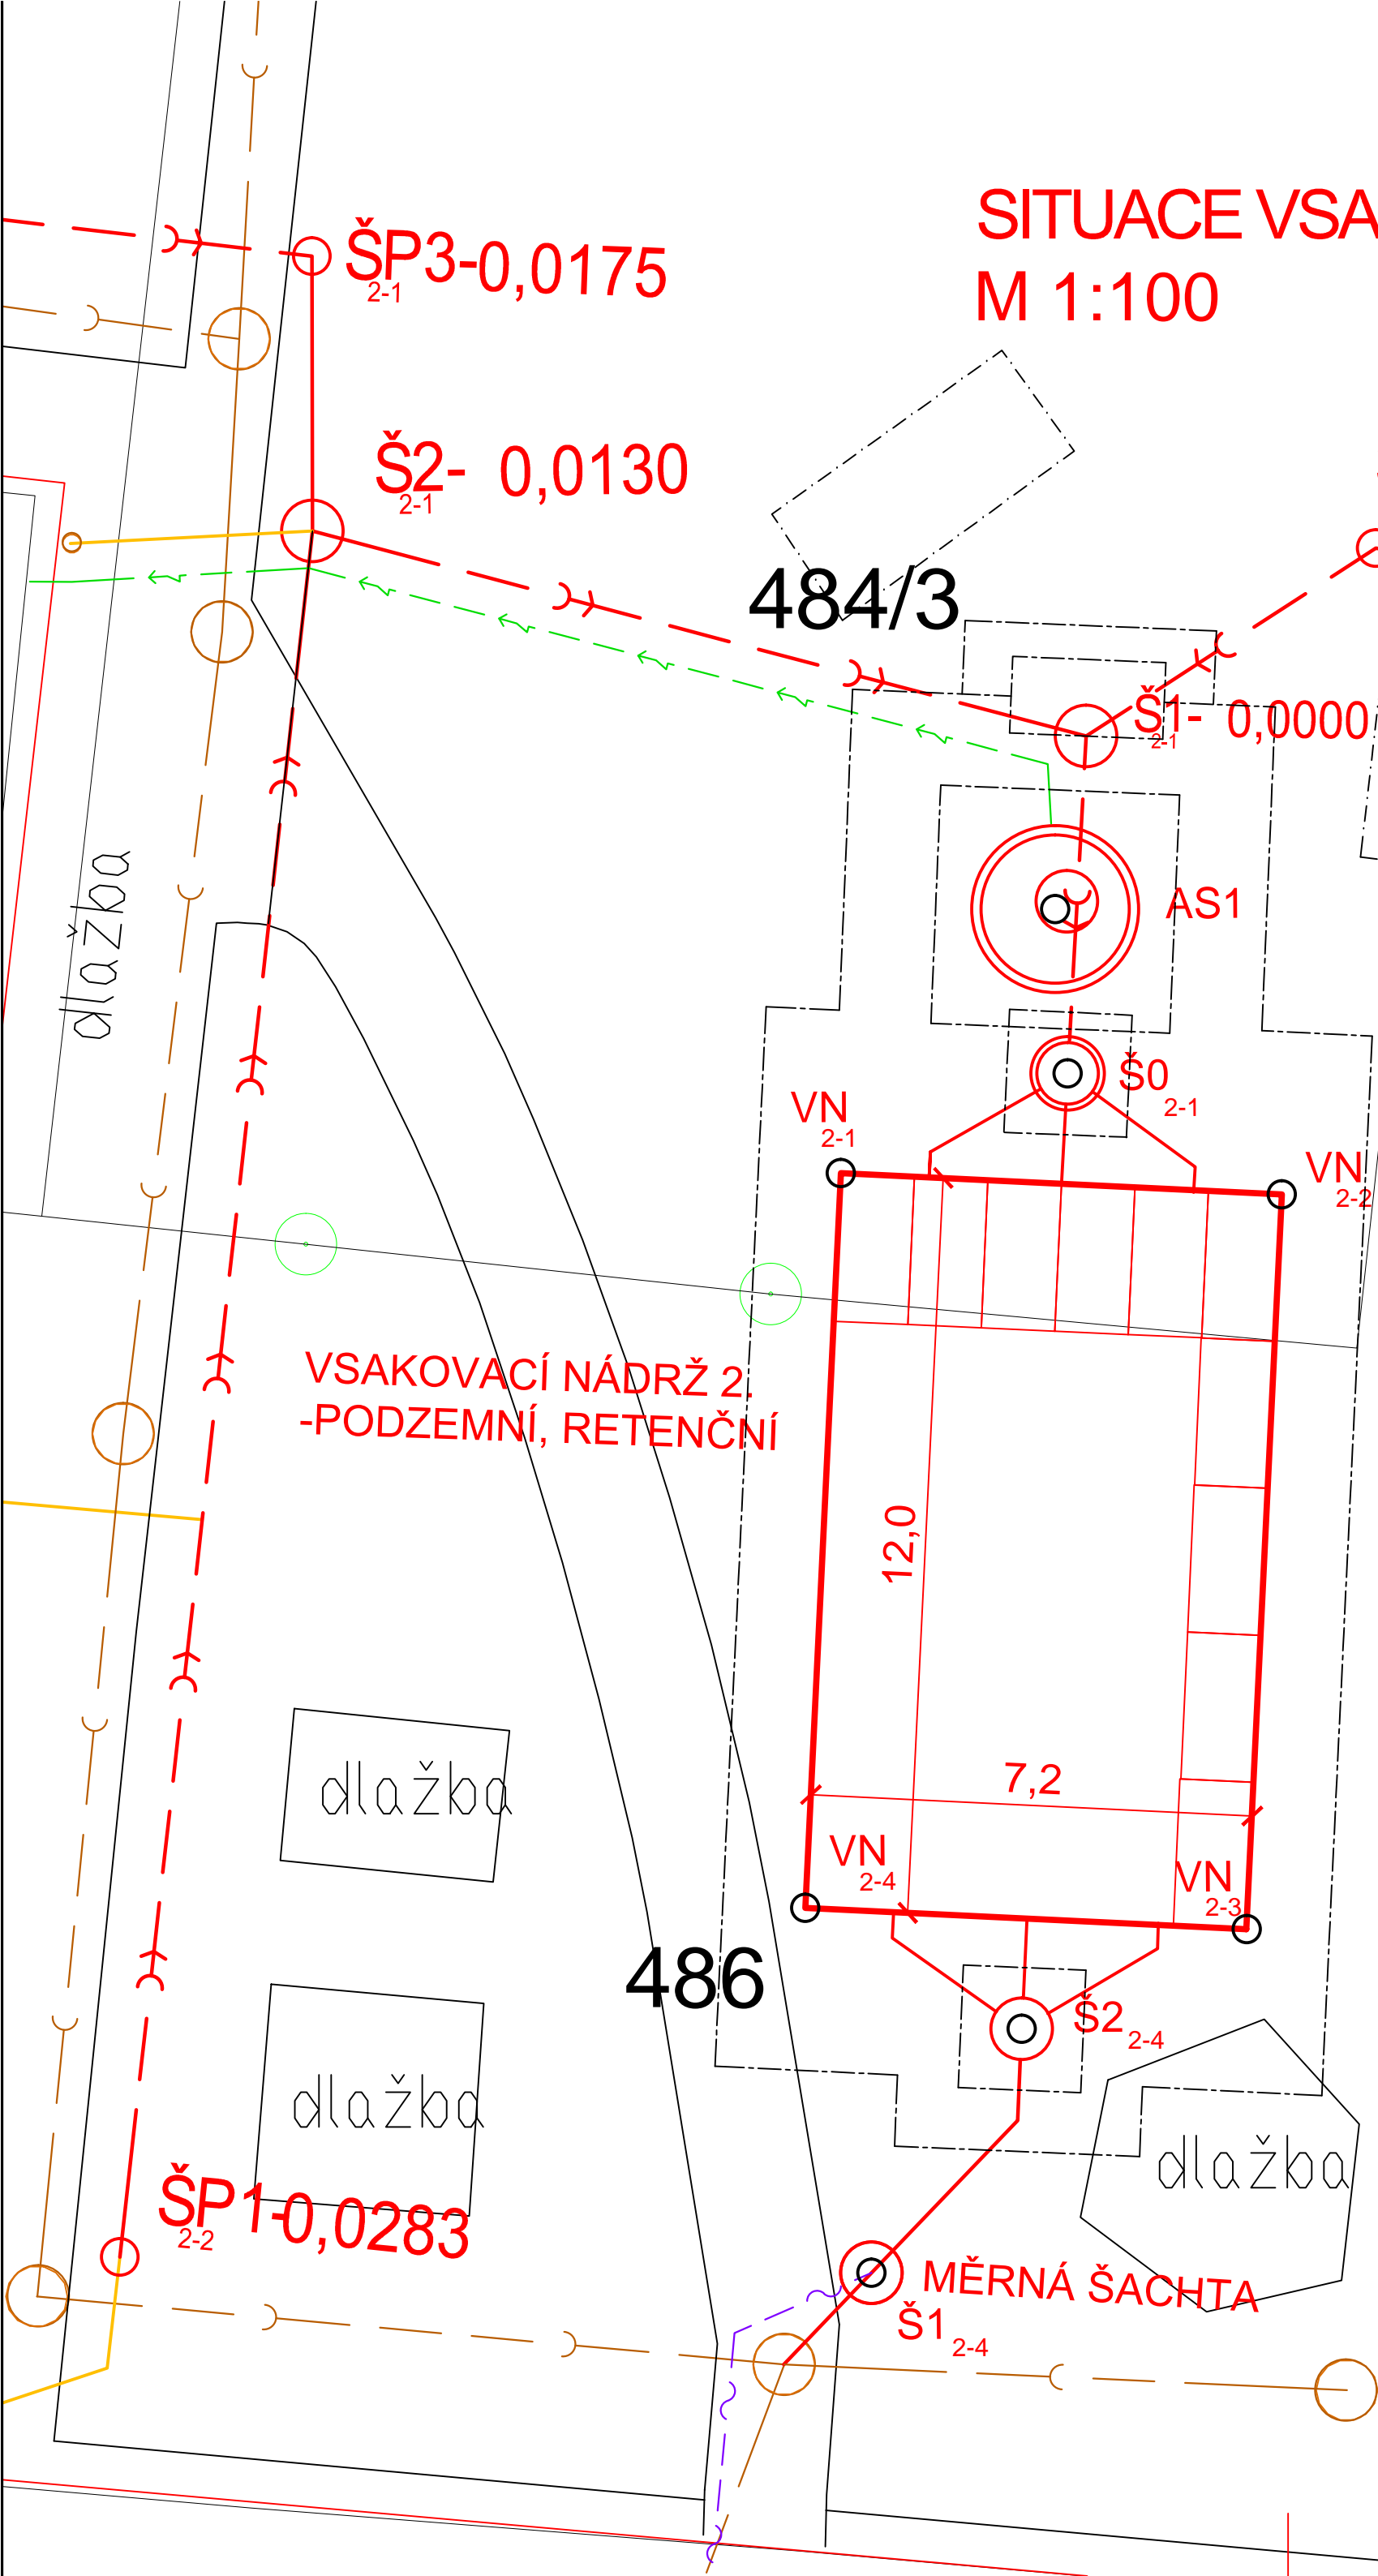 SITUACE VSA
M 1:100
ŠP3-0,0175
2-1
Š2- 0,0130
2-1
484/3
Š1- 0,0000
2-1
dlažba
AS1
Š0
2-1
VN
2-1
VN
2-2
VSAKOVACÍ NÁDRŽ 2.
-PODZEMNÍ, RETENČNÍ
12,0
7,2
dlažba
VN
2-4
VN
2-3
486
Š2
2-4
dlažba
dlažba
ŠP1-0,0283
2-2
MĚRNÁ ŠACHTA
Š1
2-4